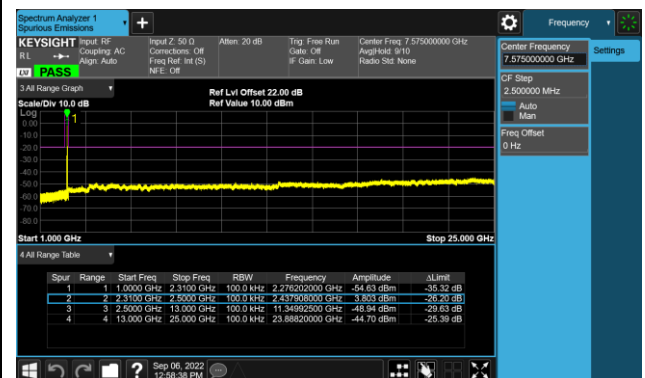 Spectrum Analyzer 1
Spurious Emissions
Frequency
KEYSIGHT
RL
PASS
Input: RF
Coupling: AC
Align: Auto
Input Z: 50 Ω
Corrections: Off
Freq Ref: Int (S)
NFE: Off
Atten: 20 dB
Trig: Free Run
Gate: Off
IF Gain: Low
Center Freq: 7.575000000 GHz
Avg|Hold: 9/10
Radio Std: None
Center Frequency
7.575000000 GHz
Settings
CF Step
2.500000 MHz
Auto
Man
Freq Offset
0 Hz
3 All Range Graph
Scale/Div 10.0 dB
Ref Lvl Offset 22.00 dB
Ref Value 10.00 dBm
Log
1
0.00
-10.0
-20.0
-30.0
-40.0
-50.0
-60.0
-70.0
-80.0
Start 1.000 GHz
Stop 25.000 GHz
4 All Range Table
Spur Range Start Freq Stop Freq RBW Frequency Amplitude ΔLimit
1 1 1.0000 GHz 2.3100 GHz 100.0 kHz 2.276202000 GHz -54.63 dBm -35.32 dB
2 2 2.3100 GHz 2.5000 GHz 100.0 kHz 2.437908000 GHz 3.803 dBm -26.20 dB
3 3 2.5000 GHz 13.000 GHz 100.0 kHz 11.34992500 GHz -48.94 dBm -29.63 dB
4 4 13.000 GHz 25.000 GHz 100.0 kHz 23.88820000 GHz -44.70 dBm -25.39 dB
Sep 06, 2022
12:58:38 PM